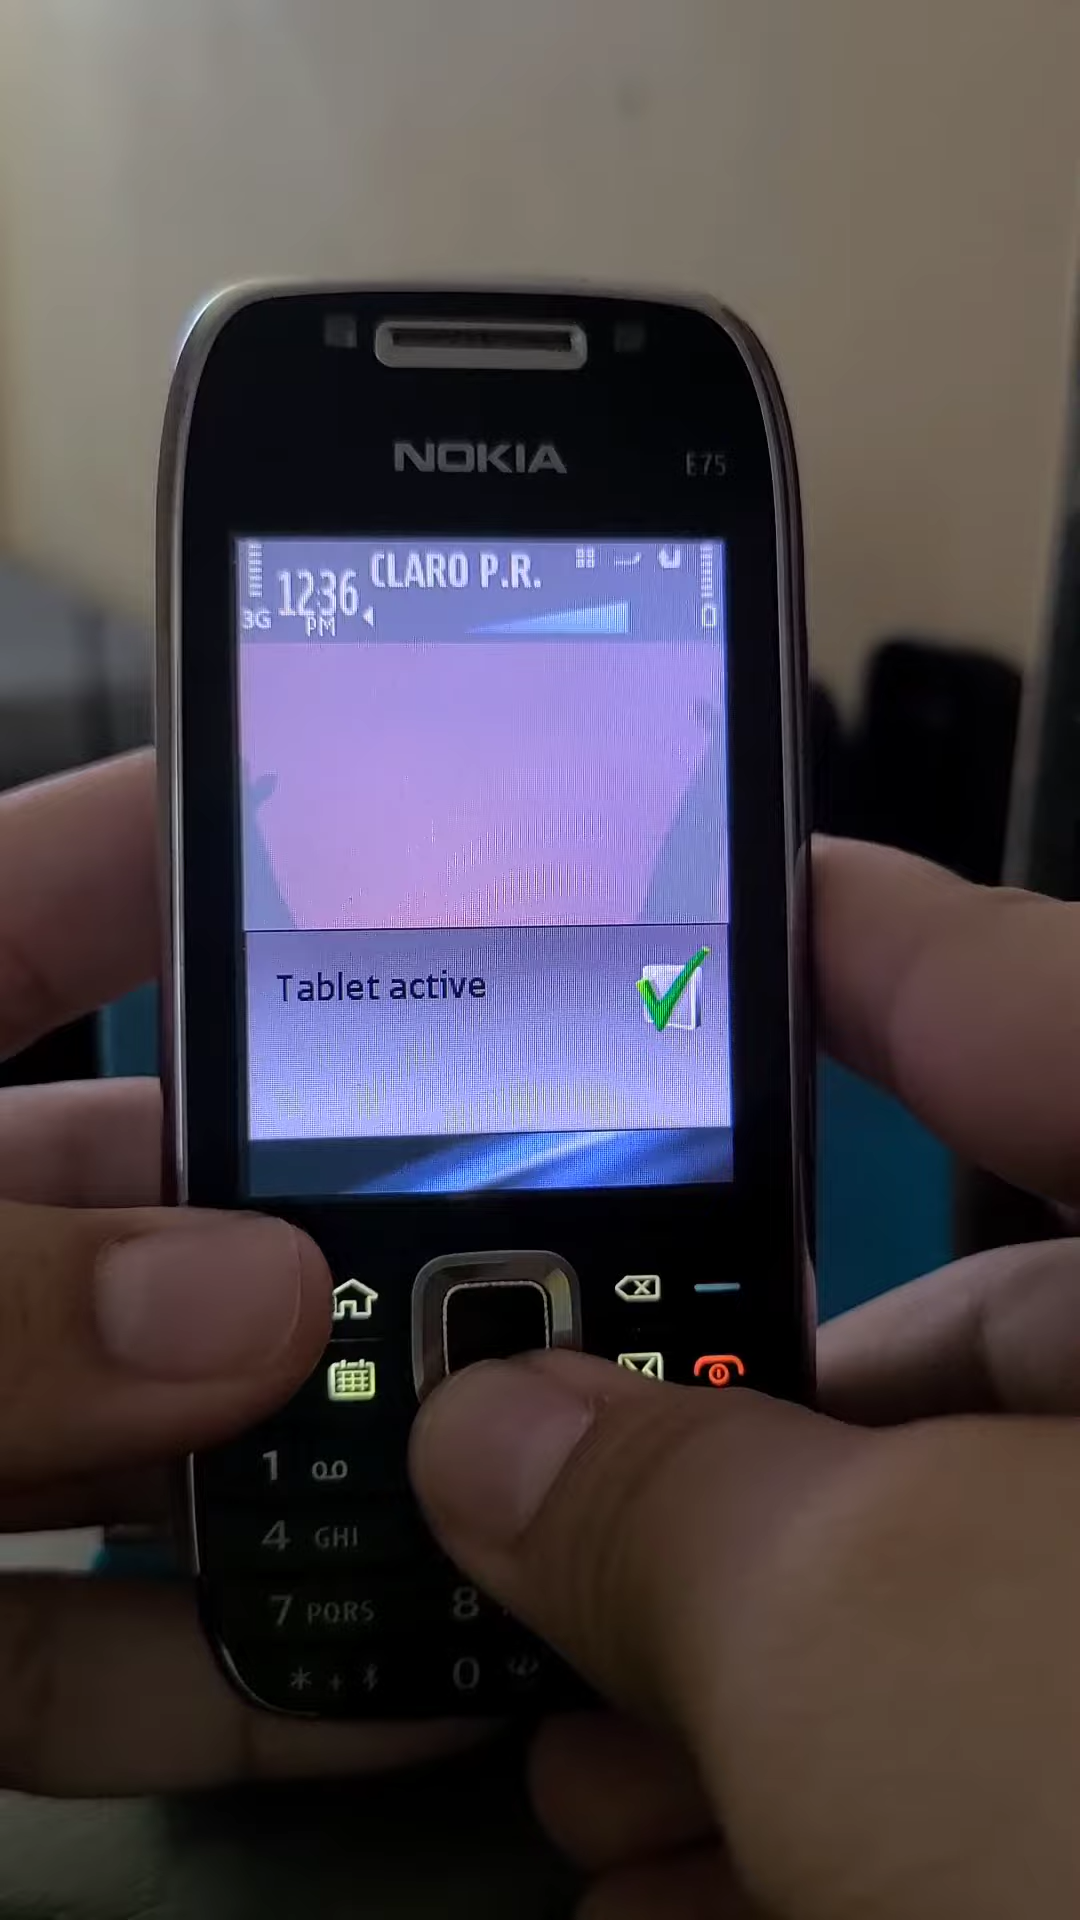 NOKIA
E75
CLARO P.R.
12:36
3G
PM
Tablet active
1
4 GHI
7 PQRS
8
* +
0